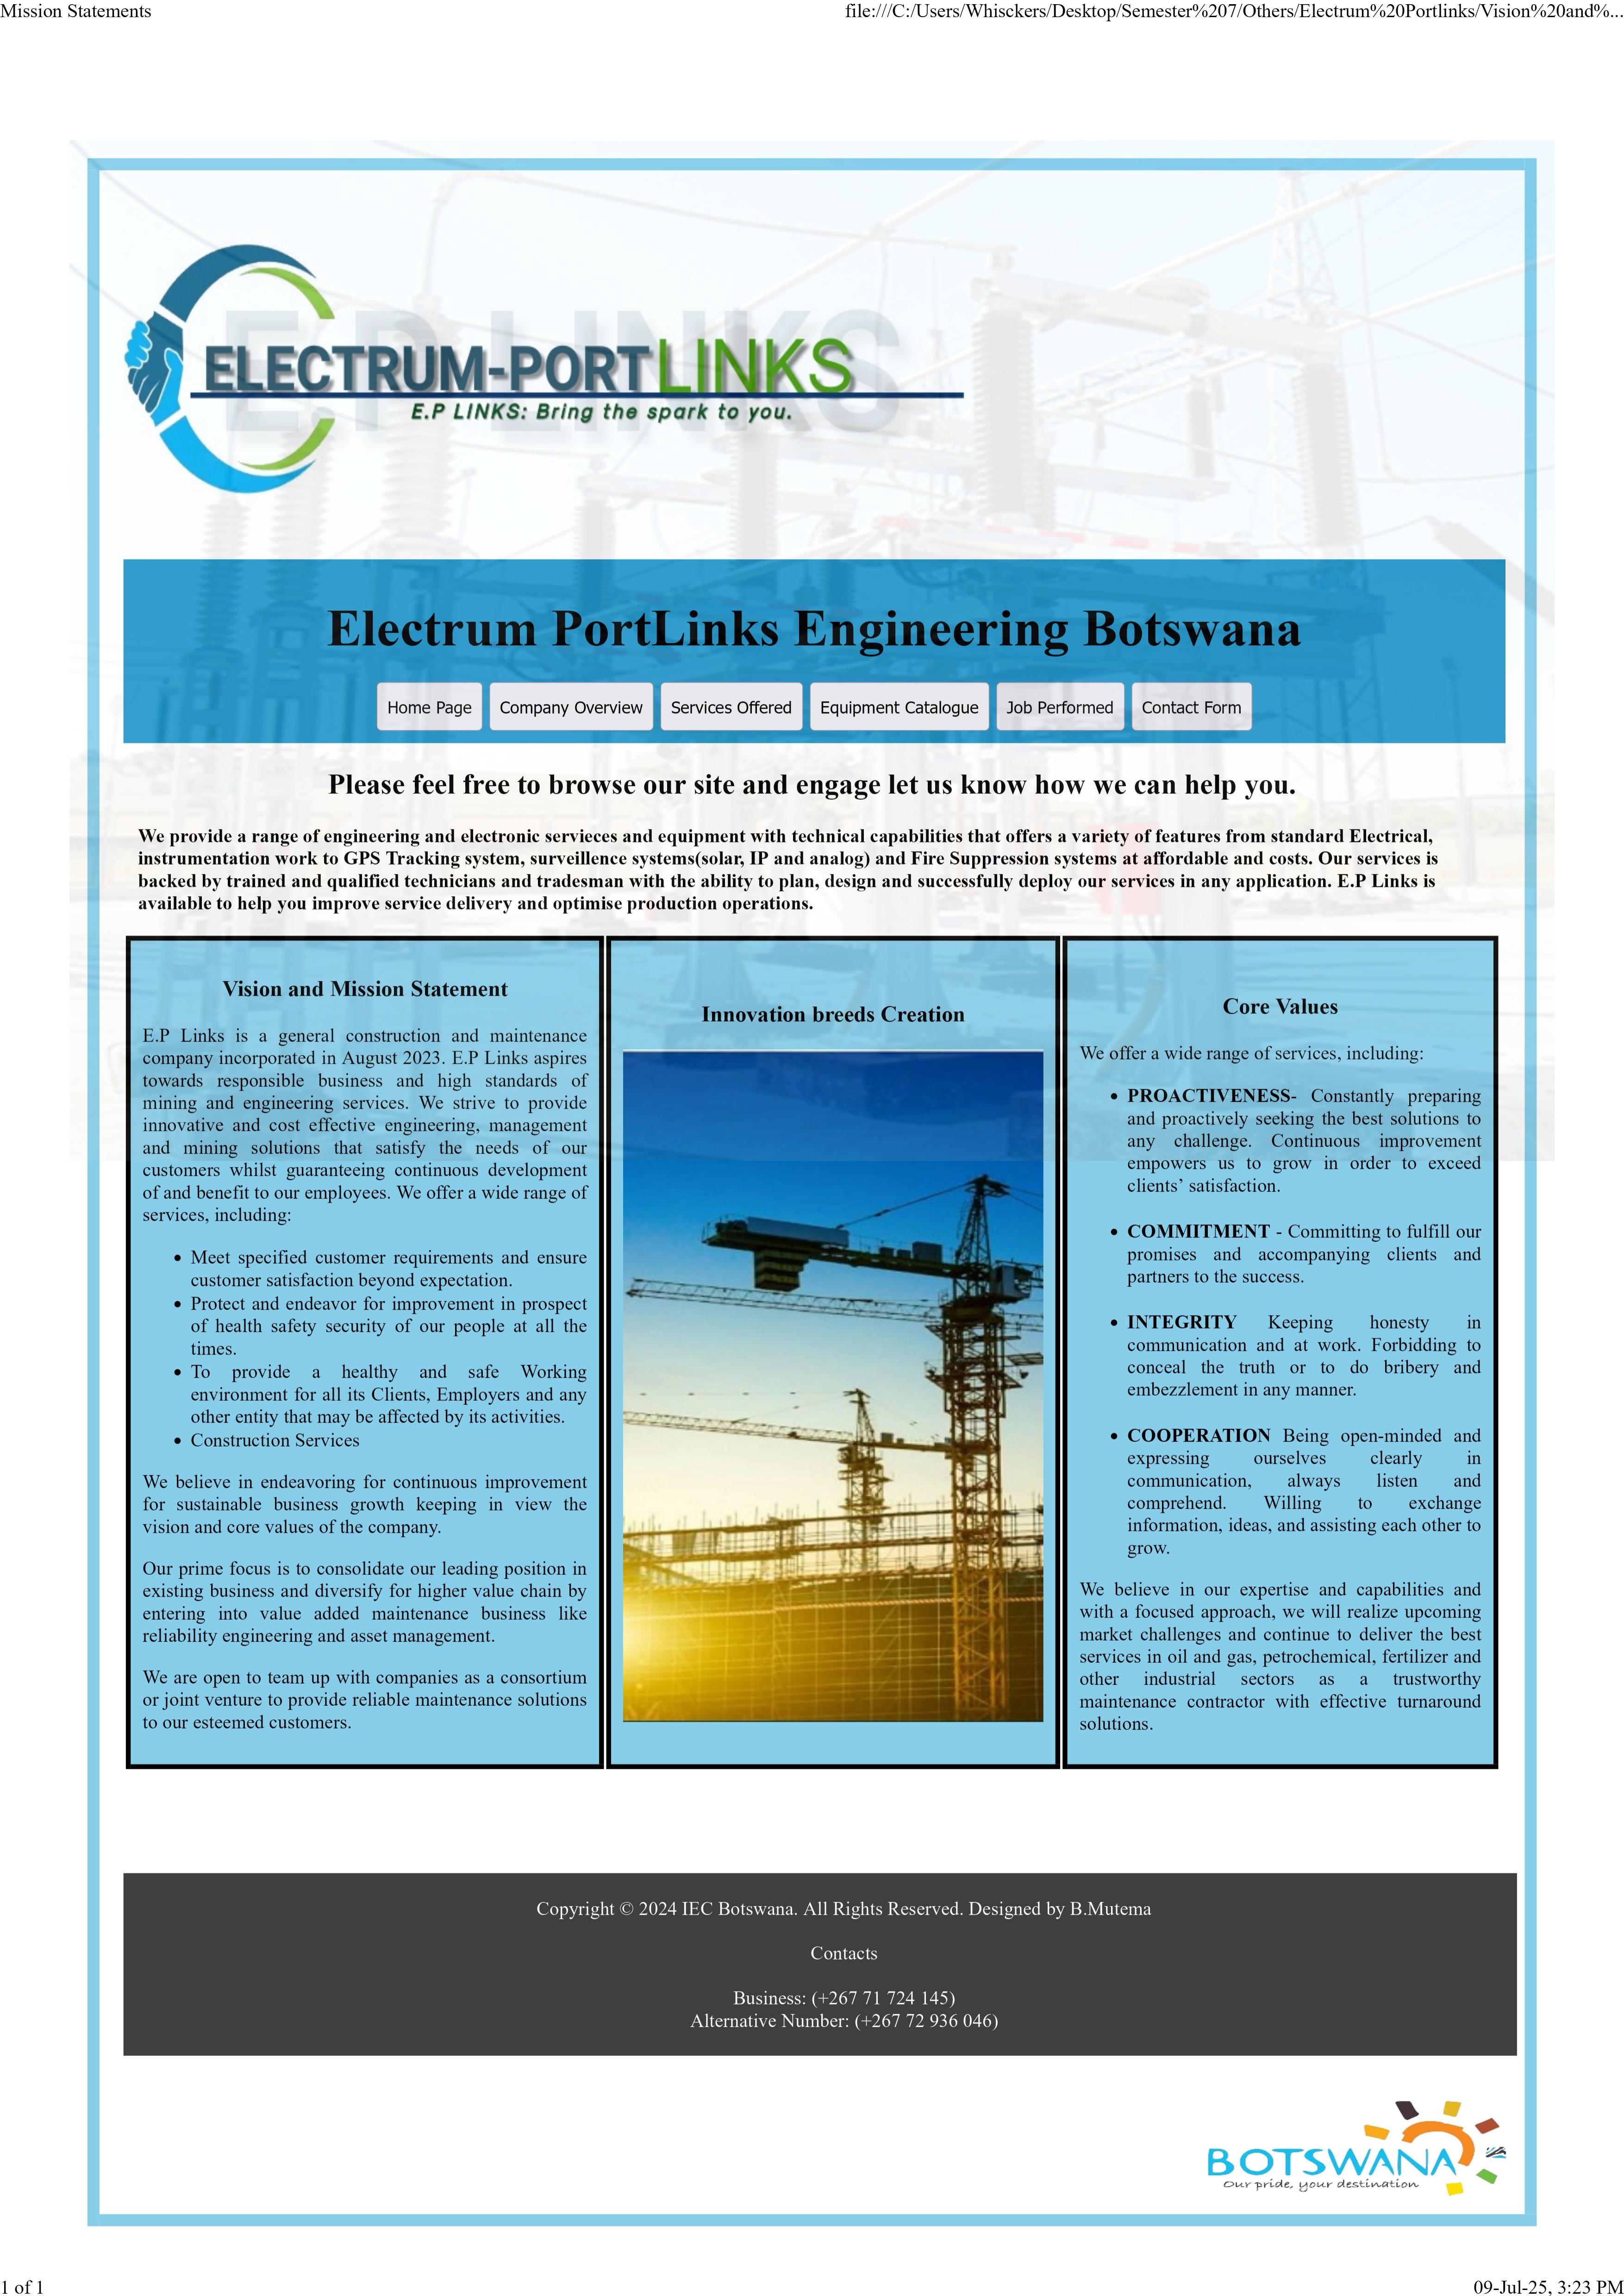 Mission Statements
file:///C:/Users/Whisckers/Desktop/Semester%207/Others/Electrum%20Portlinks/Vision%20and%...
E.P LINKS
ELECTRUM-PORTLINKS
E.P LINKS: Bring the spark to you.
Electrum PortLinks Engineering Botswana
Home Page Company Overview Services Offered Equipment Catalogue Job Performed Contact Form
Please feel free to browse our site and engage let us know how we can help you.
We provide a range of engineering and electronic servieces and equipment with technical capabilities that offers a variety of features from standard Electrical,
instrumentation work to GPS Tracking system, surveillence systems(solar, IP and analog) and Fire Suppression systems at affordable and costs. Our services is
backed by trained and qualified technicians and tradesman with the ability to plan, design and successfully deploy our services in any application. E.P Links is
available to help you improve service delivery and optimise production operations.
Vision and Mission Statement
E.P Links is a general construction and maintenance
company incorporated in August 2023. E.P Links aspires
towards responsible business and high standards of
mining and engineering services. We strive to provide
innovative and cost effective engineering, management
and mining solutions that satisfy the needs of our
customers whilst guaranteeing continuous development
of and benefit to our employees. We offer a wide range of
services, including:
• Meet specified customer requirements and ensure
customer satisfaction beyond expectation.
• Protect and endeavor for improvement in prospect
of health safety security of our people at all the
times.
• To provide a healthy and safe Working
environment for all its Clients, Employers and any
other entity that may be affected by its activities.
• Construction Services
We believe in endeavoring for continuous improvement
for sustainable business growth keeping in view the
vision and core values of the company.
Our prime focus is to consolidate our leading position in
existing business and diversify for higher value chain by
entering into value added maintenance business like
reliability engineering and asset management.
We are open to team up with companies as a consortium
or joint venture to provide reliable maintenance solutions
to our esteemed customers.
Innovation breeds Creation
Core Values
We offer a wide range of services, including:
• PROACTIVENESS- Constantly preparing
and proactively seeking the best solutions to
any challenge. Continuous improvement
empowers us to grow in order to exceed
clients’ satisfaction.
• COMMITMENT - Committing to fulfill our
promises and accompanying clients and
partners to the success.
• INTEGRITY Keeping honesty in
communication and at work. Forbidding to
conceal the truth or to do bribery and
embezzlement in any manner.
• COOPERATION Being open-minded and
expressing ourselves clearly in
communication, always listen and
comprehend. Willing to exchange
information, ideas, and assisting each other to
grow.
We believe in our expertise and capabilities and
with a focused approach, we will realize upcoming
market challenges and continue to deliver the best
services in oil and gas, petrochemical, fertilizer and
other industrial sectors as a trustworthy
maintenance contractor with effective turnaround
solutions.
Copyright © 2024 IEC Botswana. All Rights Reserved. Designed by B.Mutema
Contacts
Business: (+267 71 724 145)
Alternative Number: (+267 72 936 046)
BOTSWANA
Our pride, your destination
1 of 1
09-Jul-25, 3:23 PM